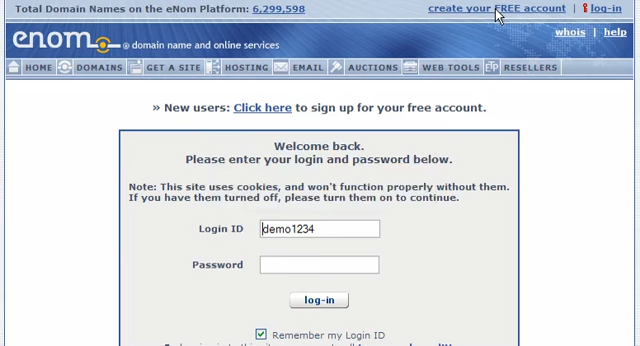 Total Domain Names on the eNom Platform: 6,299,598
create your FREE account | log-in
enom @ domain name and online services
whois | help
HOME DOMAINS GET A SITE HOSTING EMAIL AUCTIONS WEB TOOLS ETP RESELLERS
» New users: Click here to sign up for your free account.
Welcome back.
Please enter your login and password below.
Note: This site uses cookies, and won't function properly without them.
If you have them turned off, please turn them on to continue.
Login ID demo1234
Password
log-in
Remember my Login ID